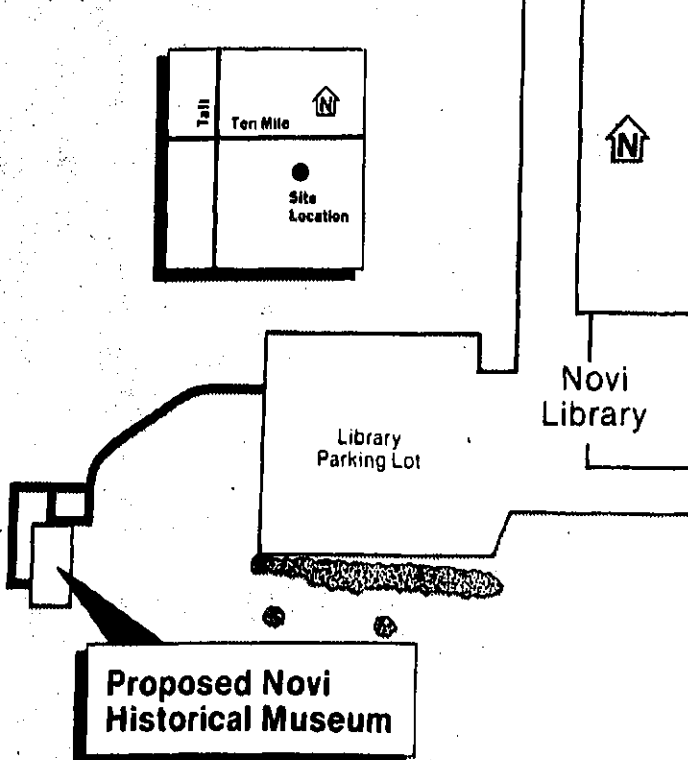 Taft
Ten Mile
N
Site
Location
N
Novi
Library
Library
Parking Lot
Proposed Novi
Historical Museum